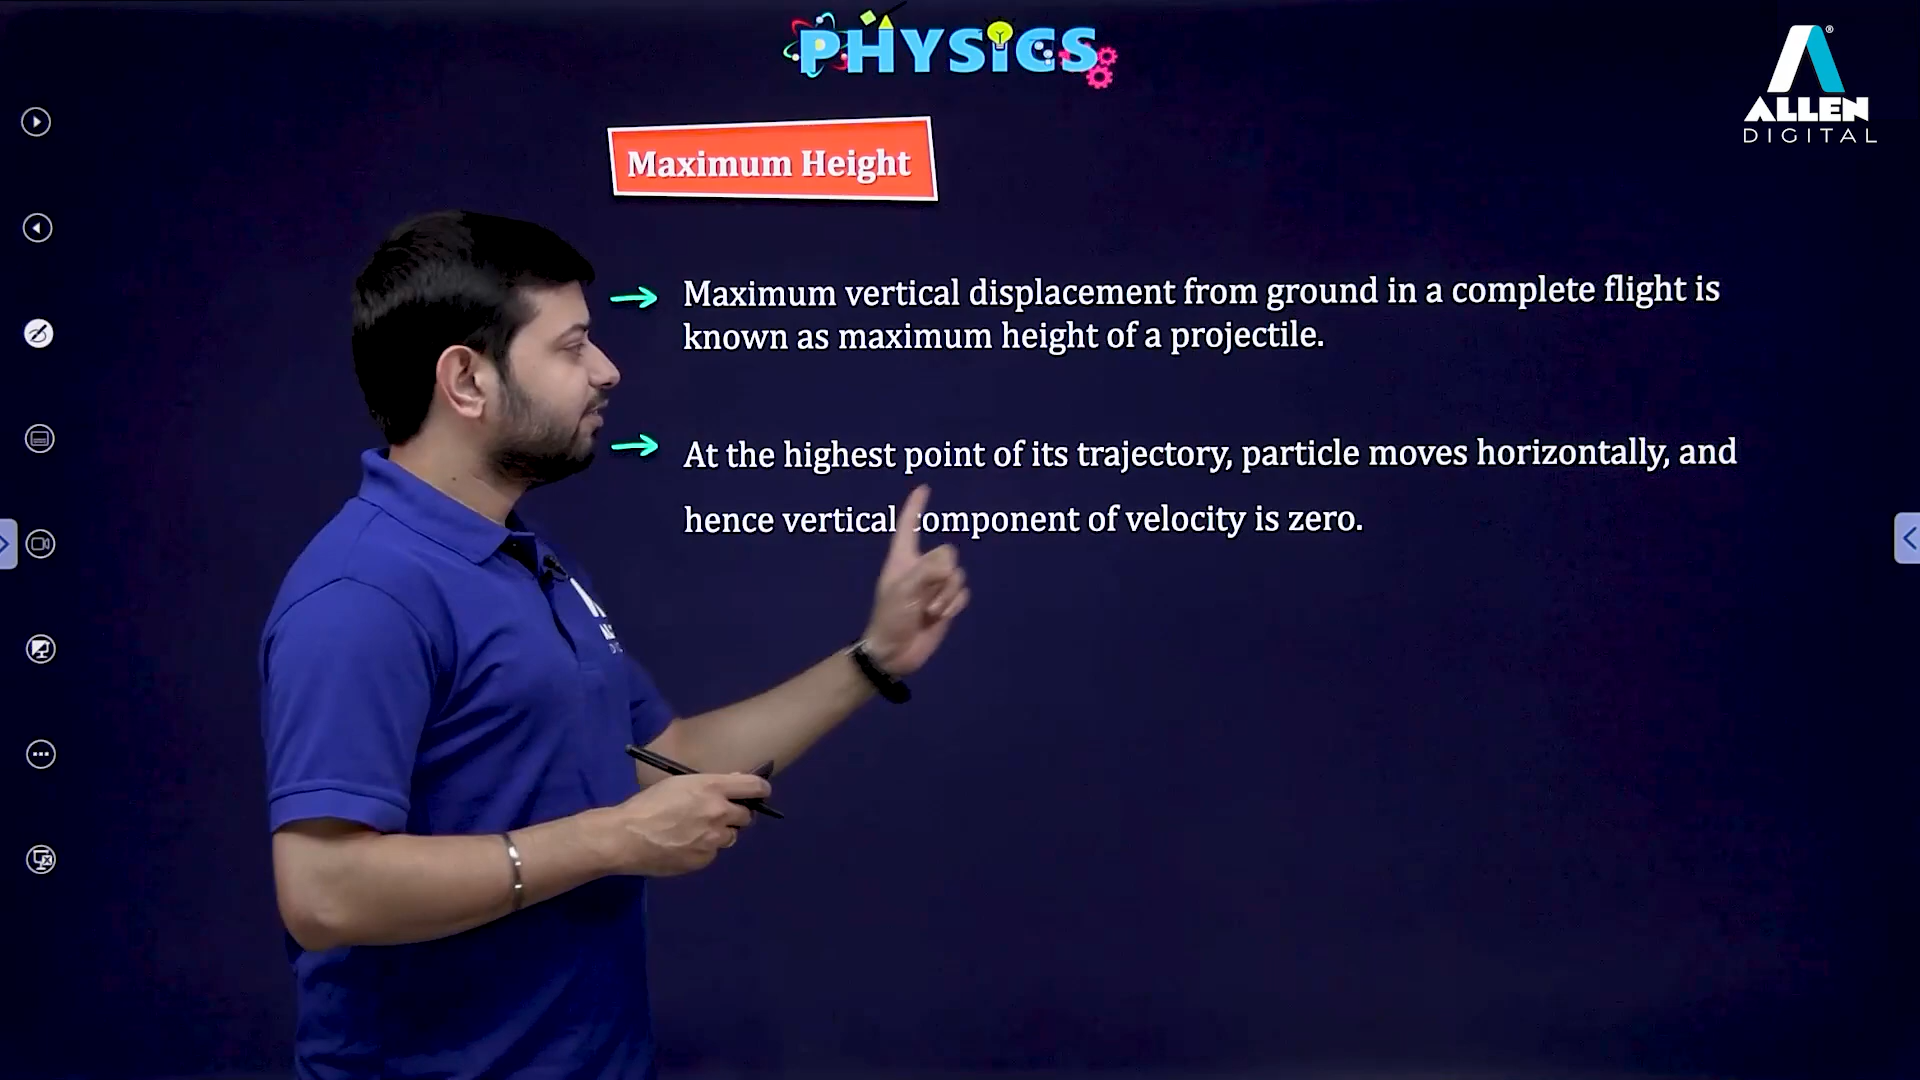 PHYSICS
ALLEN
DIGITAL
Maximum Height
Maximum vertical displacement from ground in a complete flight is
known as maximum height of a projectile.
At the highest point of its trajectory, particle moves horizontally, and
hence vertical component of velocity is zero.